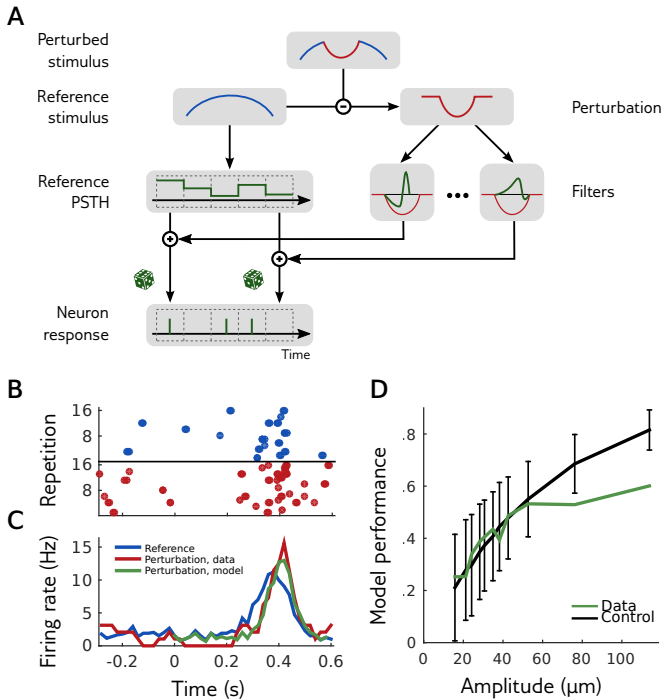 A
Perturbed
stimulus
Reference
stimulus
Perturbation
Reference
PSTH
Filters
Neuron
response
Time
B
Repetition
16
8
16
8
C
Firing rate (Hz)
15
10
5
0
Reference
Perturbation, data
Perturbation, model
-0.2
0
0.2
0.4
0.6
Time (s)
D
Model performance
.8
.6
.4
.2
0
Data
Control
0
20
40
60
80
100
Amplitude (µm)